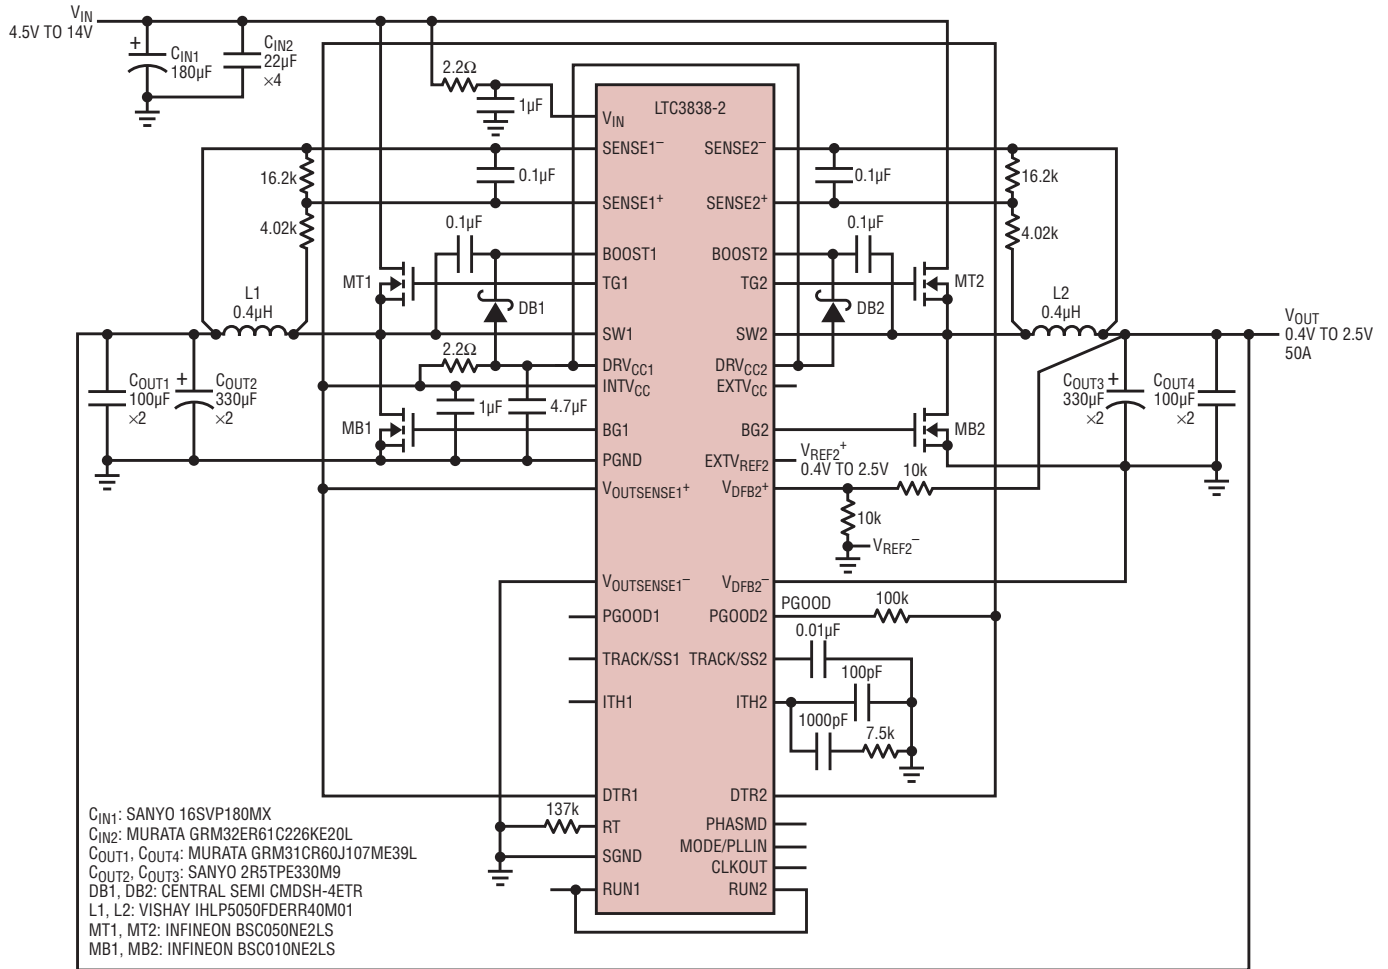 VIN
4.5V TO 14V
+
CIN1
180µF
CIN2
22µF
×4
2.2Ω
1µF
LTC3838-2
VIN
SENSE1–
SENSE2–
16.2k
0.1µF
0.1µF
16.2k
SENSE1+
SENSE2+
4.02k
0.1µF
0.1µF
4.02k
BOOST1
BOOST2
MT1
TG1
TG2
MT2
L1
0.4µH
DB1
DB2
L2
0.4µH
SW1
SW2
VOUT
0.4V TO 2.5V
50A
2.2Ω
DRVCC1
DRVCC2
INTVCC
EXTVCC
COUT1
100µF
×2
+
COUT2
330µF
×2
1µF
4.7µF
COUT3
330µF
×2
+
COUT4
100µF
×2
MB1
BG1
BG2
MB2
PGND
EXTVREF2
VREF2+
0.4V TO 2.5V
VOUTSENSE1+
VDFB2+
10k
10k
VREF2–
VOUTSENSE1–
VDFB2–
PGOOD1
PGOOD2
PGOOD
100k
0.01µF
TRACK/SS1
TRACK/SS2
100pF
ITH1
ITH2
1000pF
7.5k
DTR1
DTR2
137k
RT
PHASMD
MODE/PLLIN
SGND
CLKOUT
RUN1
RUN2
CIN1: SANYO 16SVP180MX
CIN2: MURATA GRM32ER61C226KE20L
COUT1, COUT4: MURATA GRM31CR60J107ME39L
COUT2, COUT3: SANYO 2R5TPE330M9
DB1, DB2: CENTRAL SEMI CMDSH-4ETR
L1, L2: VISHAY IHLP5050FDERR40M01
MT1, MT2: INFINEON BSC050NE2LS
MB1, MB2: INFINEON BSC010NE2LS